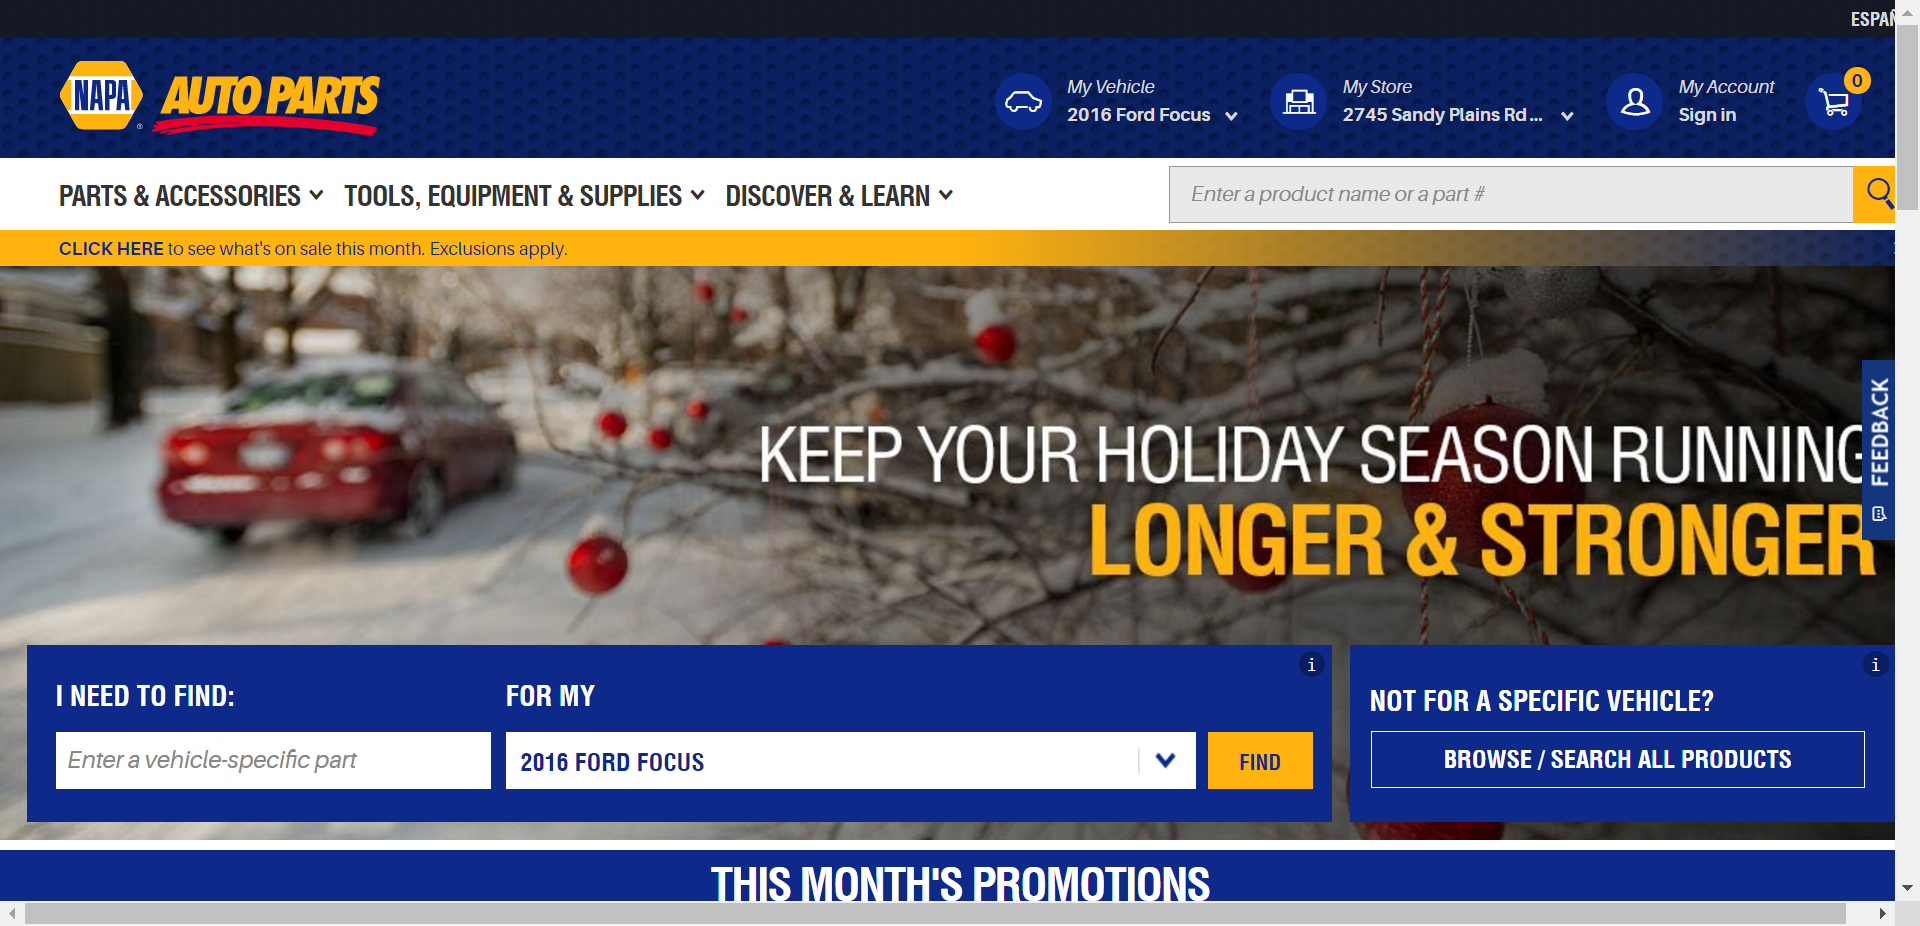 NAPA AUTO PARTS
®
My Vehicle
2016 Ford Focus
My Store
2745 Sandy Plains Rd...
My Account
Sign in
0
PARTS & ACCESSORIES
TOOLS, EQUIPMENT & SUPPLIES
DISCOVER & LEARN
Enter a product name or a part #
CLICK HERE to see what's on sale this month. Exclusions apply.
KEEP YOUR HOLIDAY SEASON RUNNING
LONGER & STRONGER
FEEDBACK
I NEED TO FIND:
FOR MY
i
Enter a vehicle-specific part
2016 FORD FOCUS
FIND
i
NOT FOR A SPECIFIC VEHICLE?
BROWSE / SEARCH ALL PRODUCTS
THIS MONTH'S PROMOTIONS